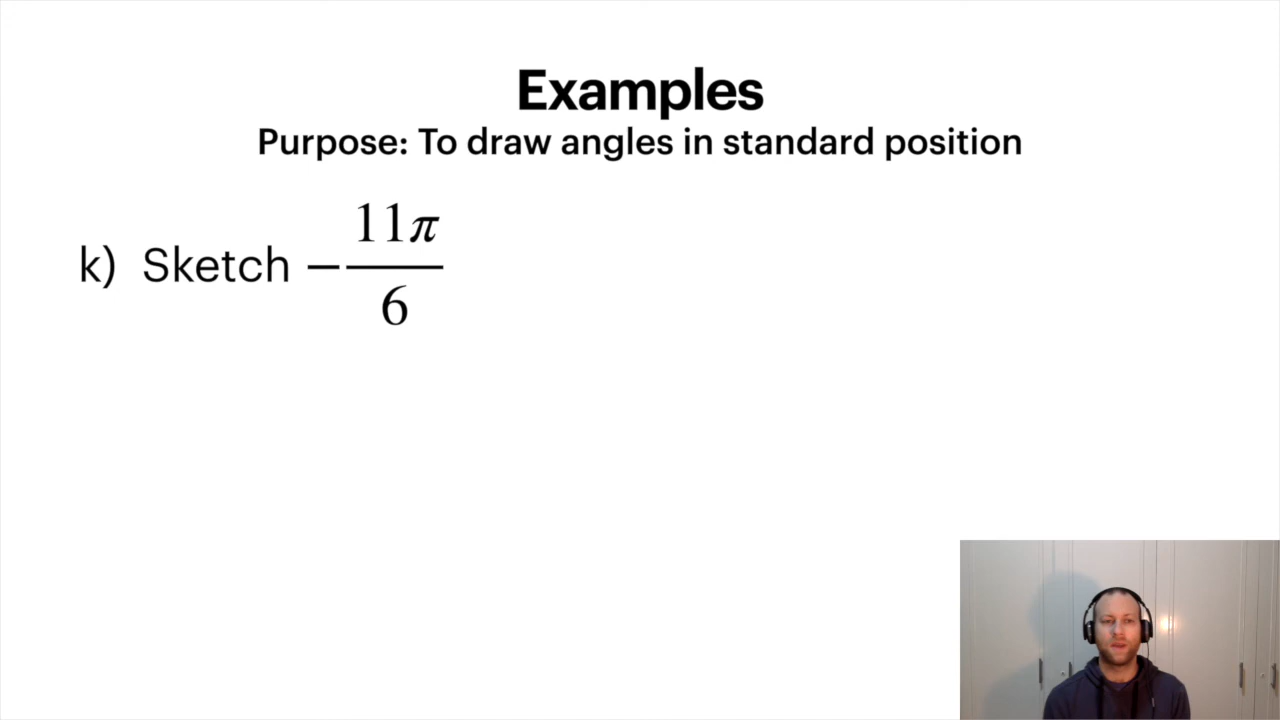 Examples
Purpose: To draw angles in standard position
k) Sketch −11π/6